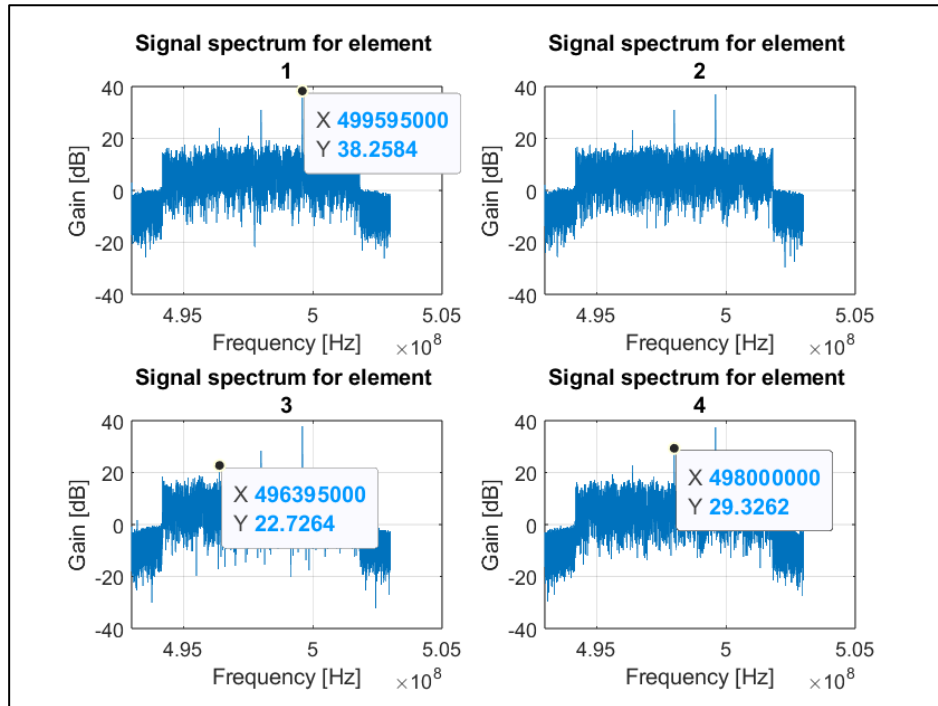 Signal spectrum for element
1
40
20
0
-20
-40
Gain [dB]
X 499595000
Y 38.2584
4.95
5
5.05
Frequency [Hz]
×10^8
Signal spectrum for element
2
40
20
0
-20
-40
Gain [dB]
4.95
5
5.05
Frequency [Hz]
×10^8
Signal spectrum for element
3
40
20
0
-20
-40
Gain [dB]
X 496395000
Y 22.7264
4.95
5
5.05
Frequency [Hz]
×10^8
Signal spectrum for element
4
40
20
0
-20
-40
Gain [dB]
X 498000000
Y 29.3262
4.95
5
5.05
Frequency [Hz]
×10^8